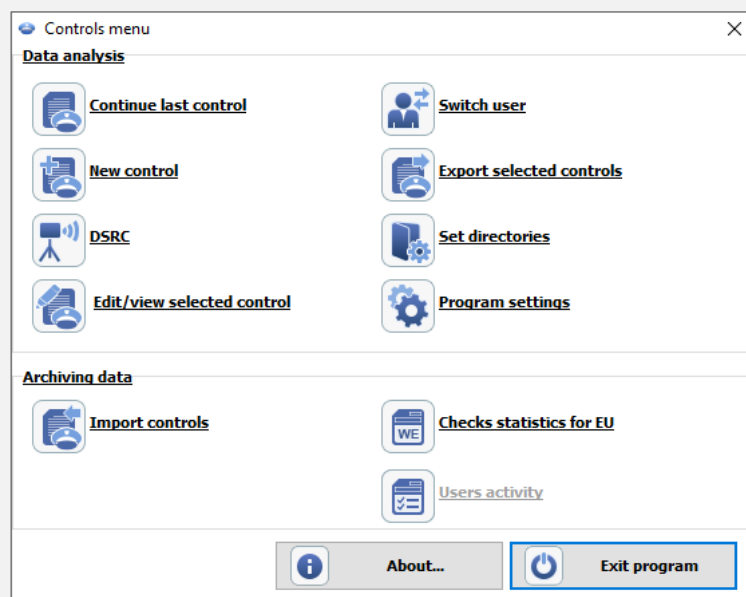 Controls menu
Data analysis
Continue last control
Switch user
New control
Export selected controls
DSRC
Set directories
Edit/view selected control
Program settings
Archiving data
Import controls
WE
Checks statistics for EU
Users activity
About...
Exit program